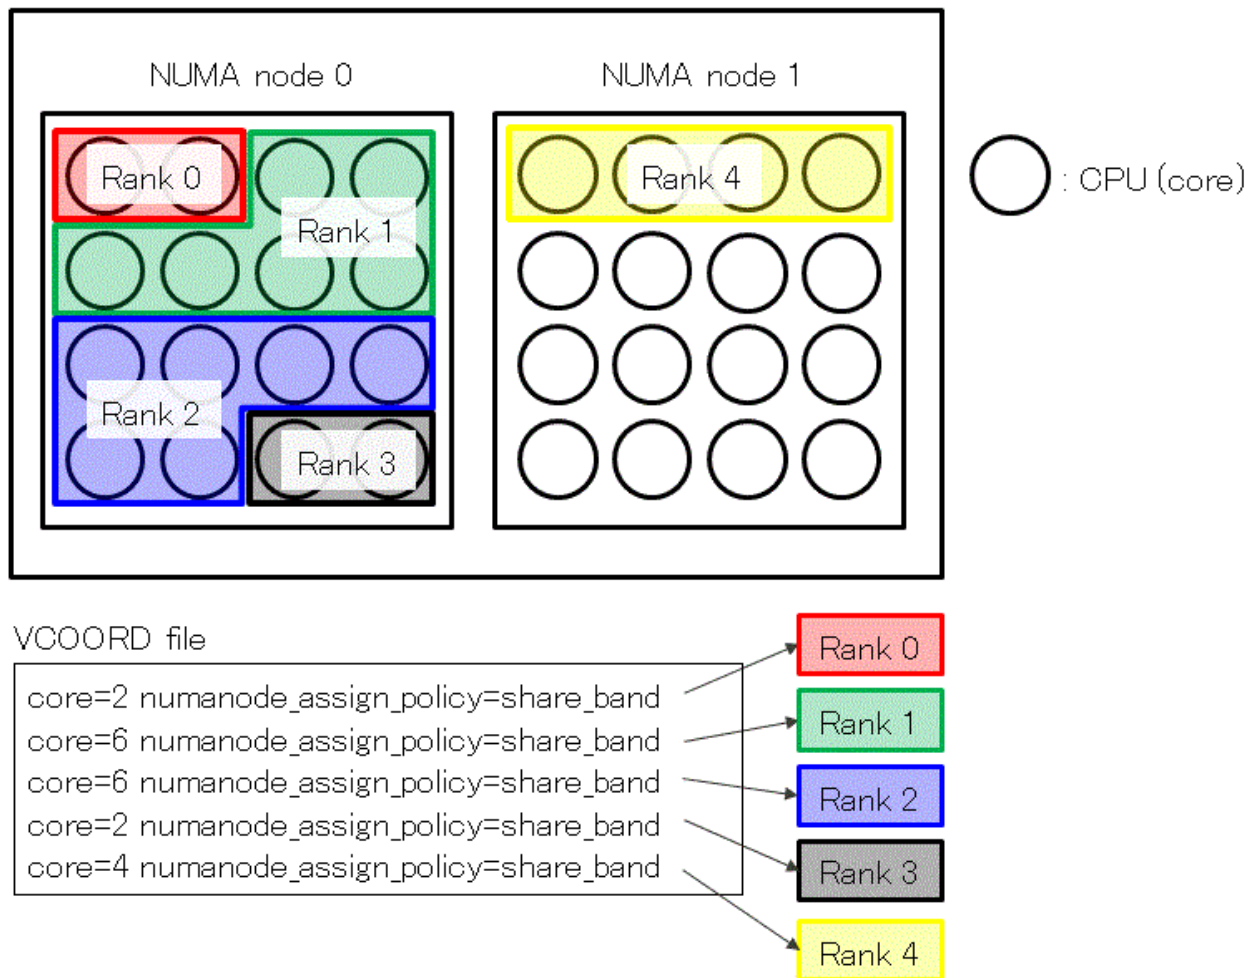 NUMA node 0
NUMA node 1
Rank 0
Rank 1
Rank 2
Rank 3
Rank 4
: CPU (core)
VCOORD file
core=2 numanode_assign_policy=share_band
core=6 numanode_assign_policy=share_band
core=6 numanode_assign_policy=share_band
core=2 numanode_assign_policy=share_band
core=4 numanode_assign_policy=share_band
Rank 0
Rank 1
Rank 2
Rank 3
Rank 4